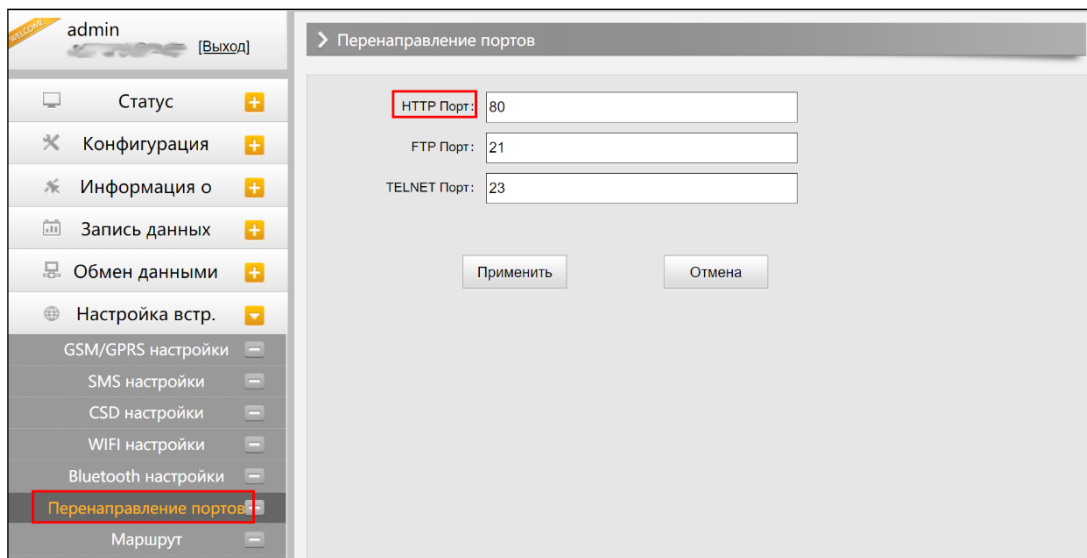 WELCOME
admin
[Выход]
Перенаправление портов
Статус
Конфигурация
Информация о
Запись данных
Обмен данными
Настройка встр.
GSM/GPRS настройки
SMS настройки
CSD настройки
WIFI настройки
Bluetooth настройки
Перенаправление портов
Маршрут
HTTP Порт: 80
FTP Порт: 21
TELNET Порт: 23
Применить Отмена